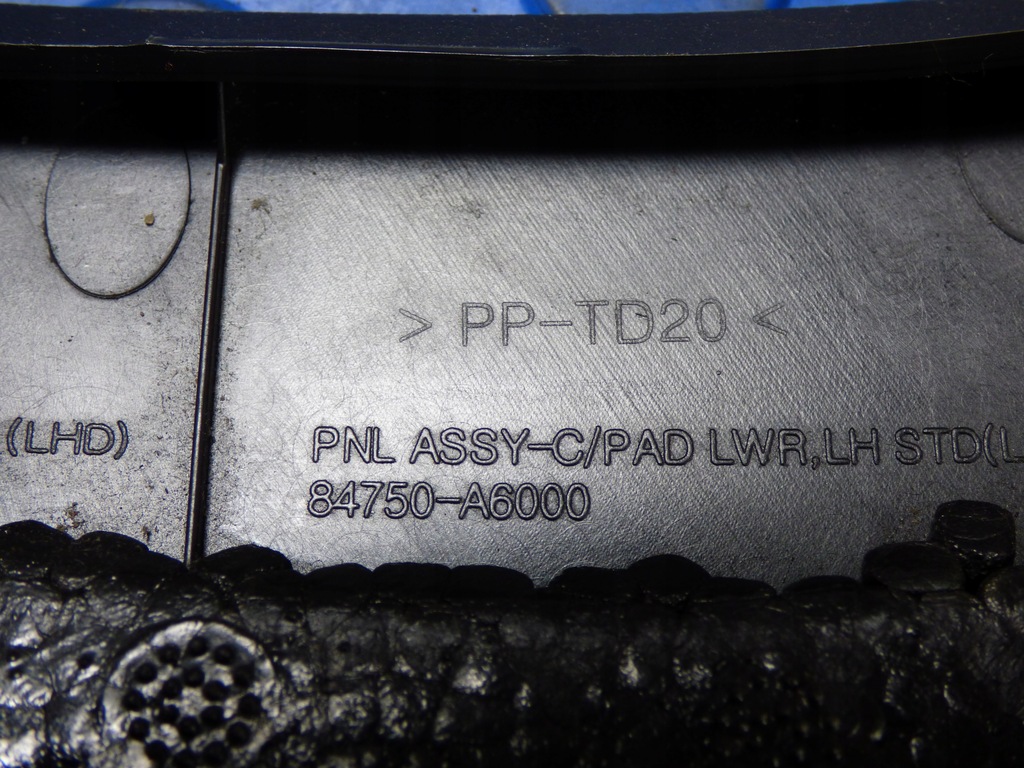 > PP-TD20 <
(LHD)
PNL ASSY-C/PAD LWR,LH STD(L
84750-A6000